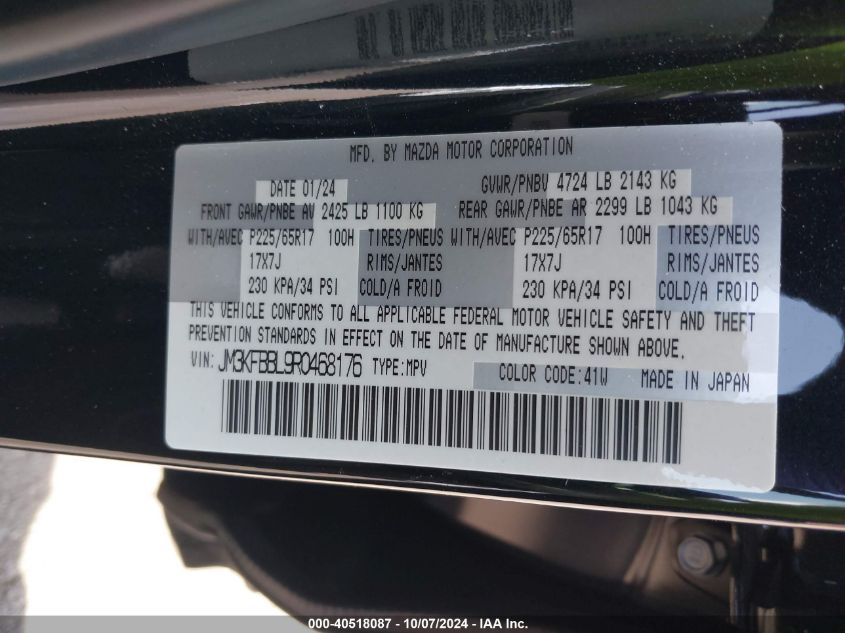 MFD. BY MAZDA MOTOR CORPORATION
DATE 01/24 GVWR/PNBV 4724 LB 2143 KG
FRONT GAWR/PNBE AV 2425 LB 1100 KG REAR GAWR/PNBE AR 2299 LB 1043 KG
WITH/AVEC P225/65R17 100H TIRES/PNEUS WITH/AVEC P225/65R17 100H TIRES/PNEUS
17X7J RIMS/JANTES 17X7J RIMS/JANTES
230 KPA/34 PSI COLD/A FROID 230 KPA/34 PSI COLD/A FROID
THIS VEHICLE CONFORMS TO ALL APPLICABLE FEDERAL MOTOR VEHICLE SAFETY AND THEFT
PREVENTION STANDARDS IN EFFECT ON THE DATE OF MANUFACTURE SHOWN ABOVE.
VIN: JM3KFBBL9R0468176 TYPE:MPV COLOR CODE:41W MADE IN JAPAN
000-40518087 - 10/07/2024 - IAA Inc.